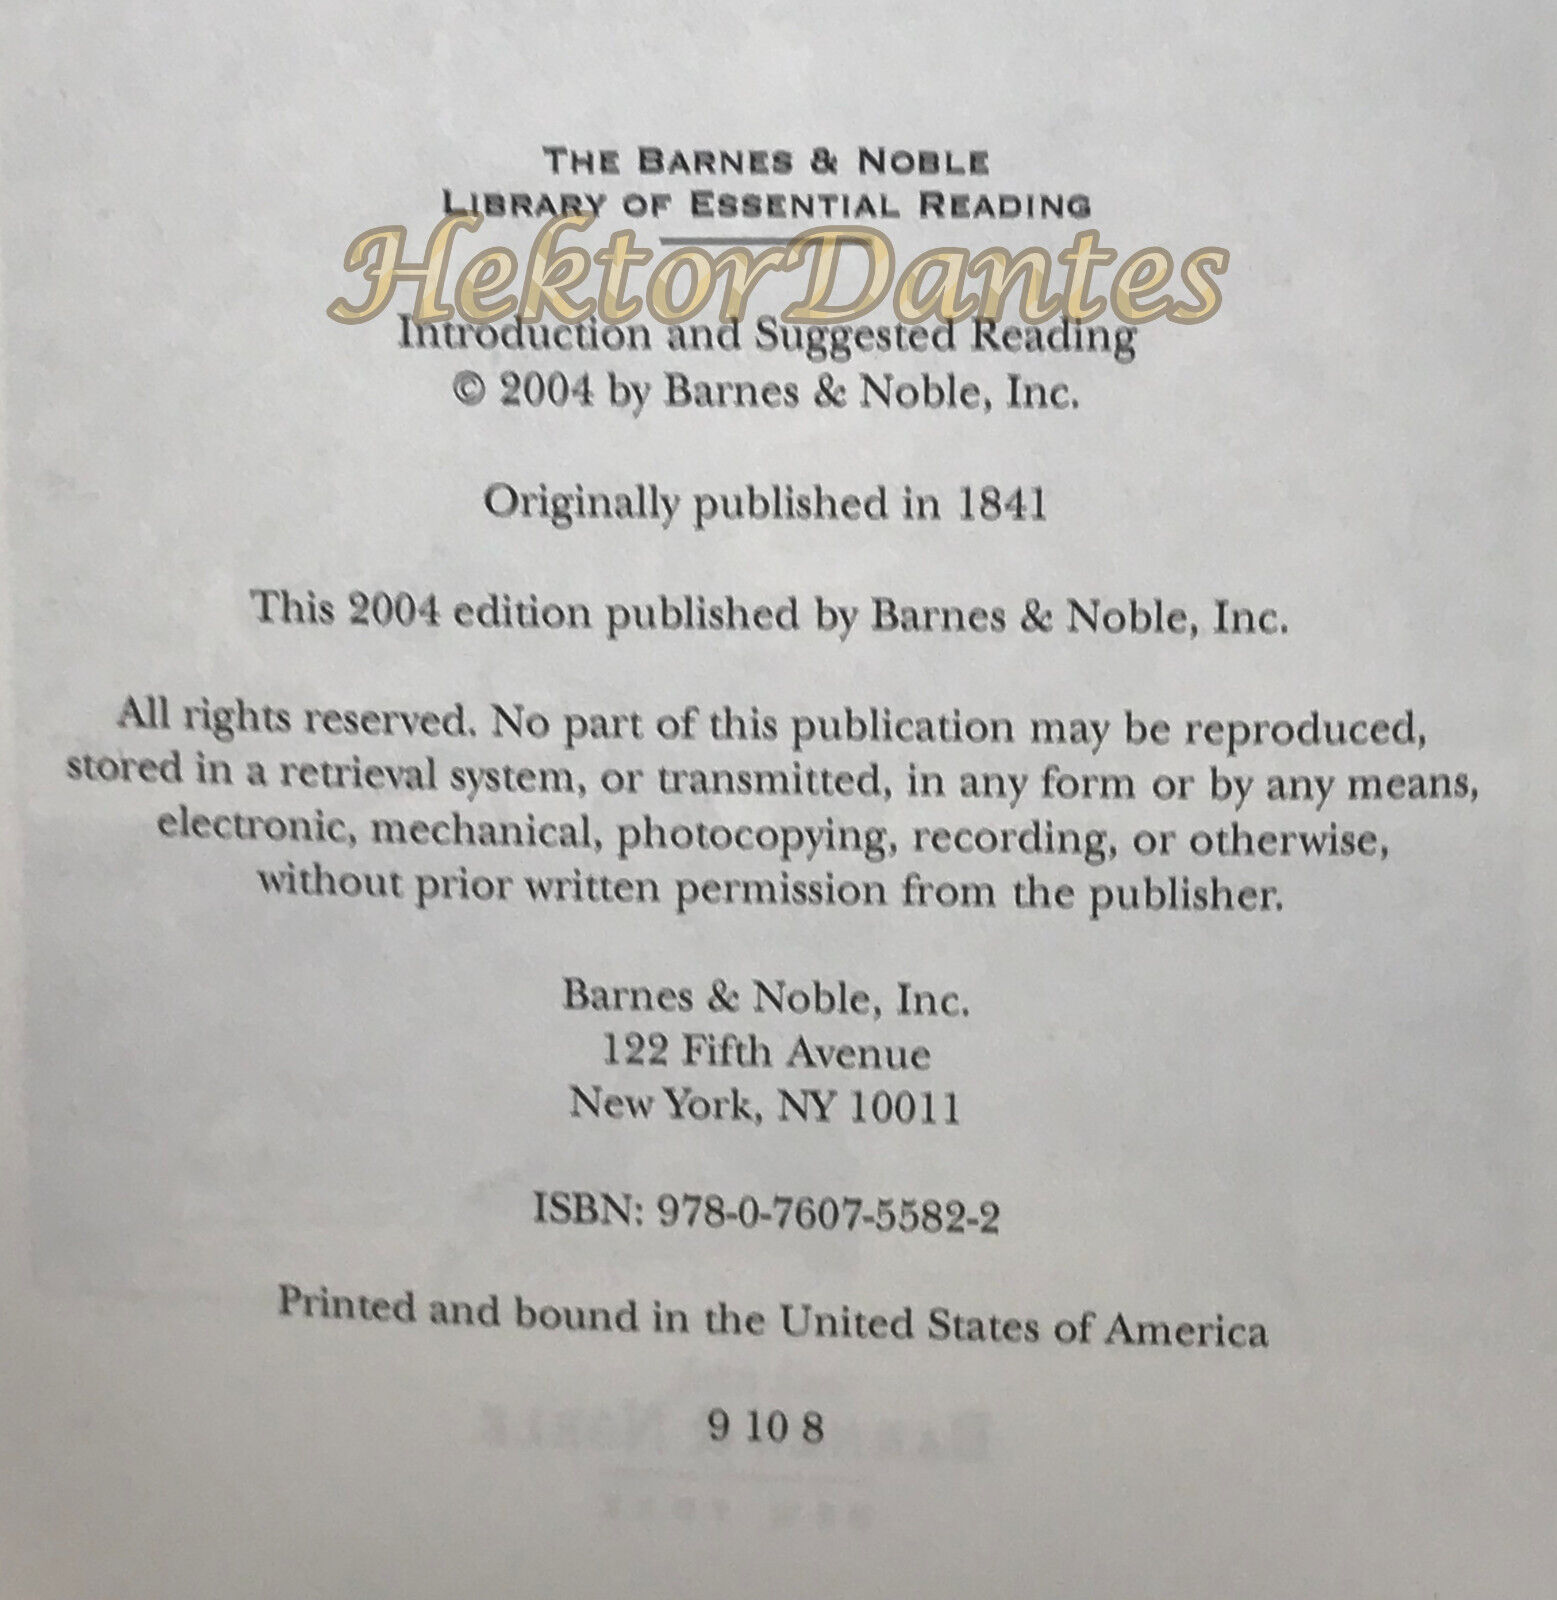 THE BARNES & NOBLE
LIBRARY OF ESSENTIAL READING
HektorDantes
Introduction and Suggested Reading
© 2004 by Barnes & Noble, Inc.
Originally published in 1841
This 2004 edition published by Barnes & Noble, Inc.
All rights reserved. No part of this publication may be reproduced,
stored in a retrieval system, or transmitted, in any form or by any means,
electronic, mechanical, photocopying, recording, or otherwise,
without prior written permission from the publisher.
Barnes & Noble, Inc.
122 Fifth Avenue
New York, NY 10011
ISBN: 978-0-7607-5582-2
Printed and bound in the United States of America
9 10 8